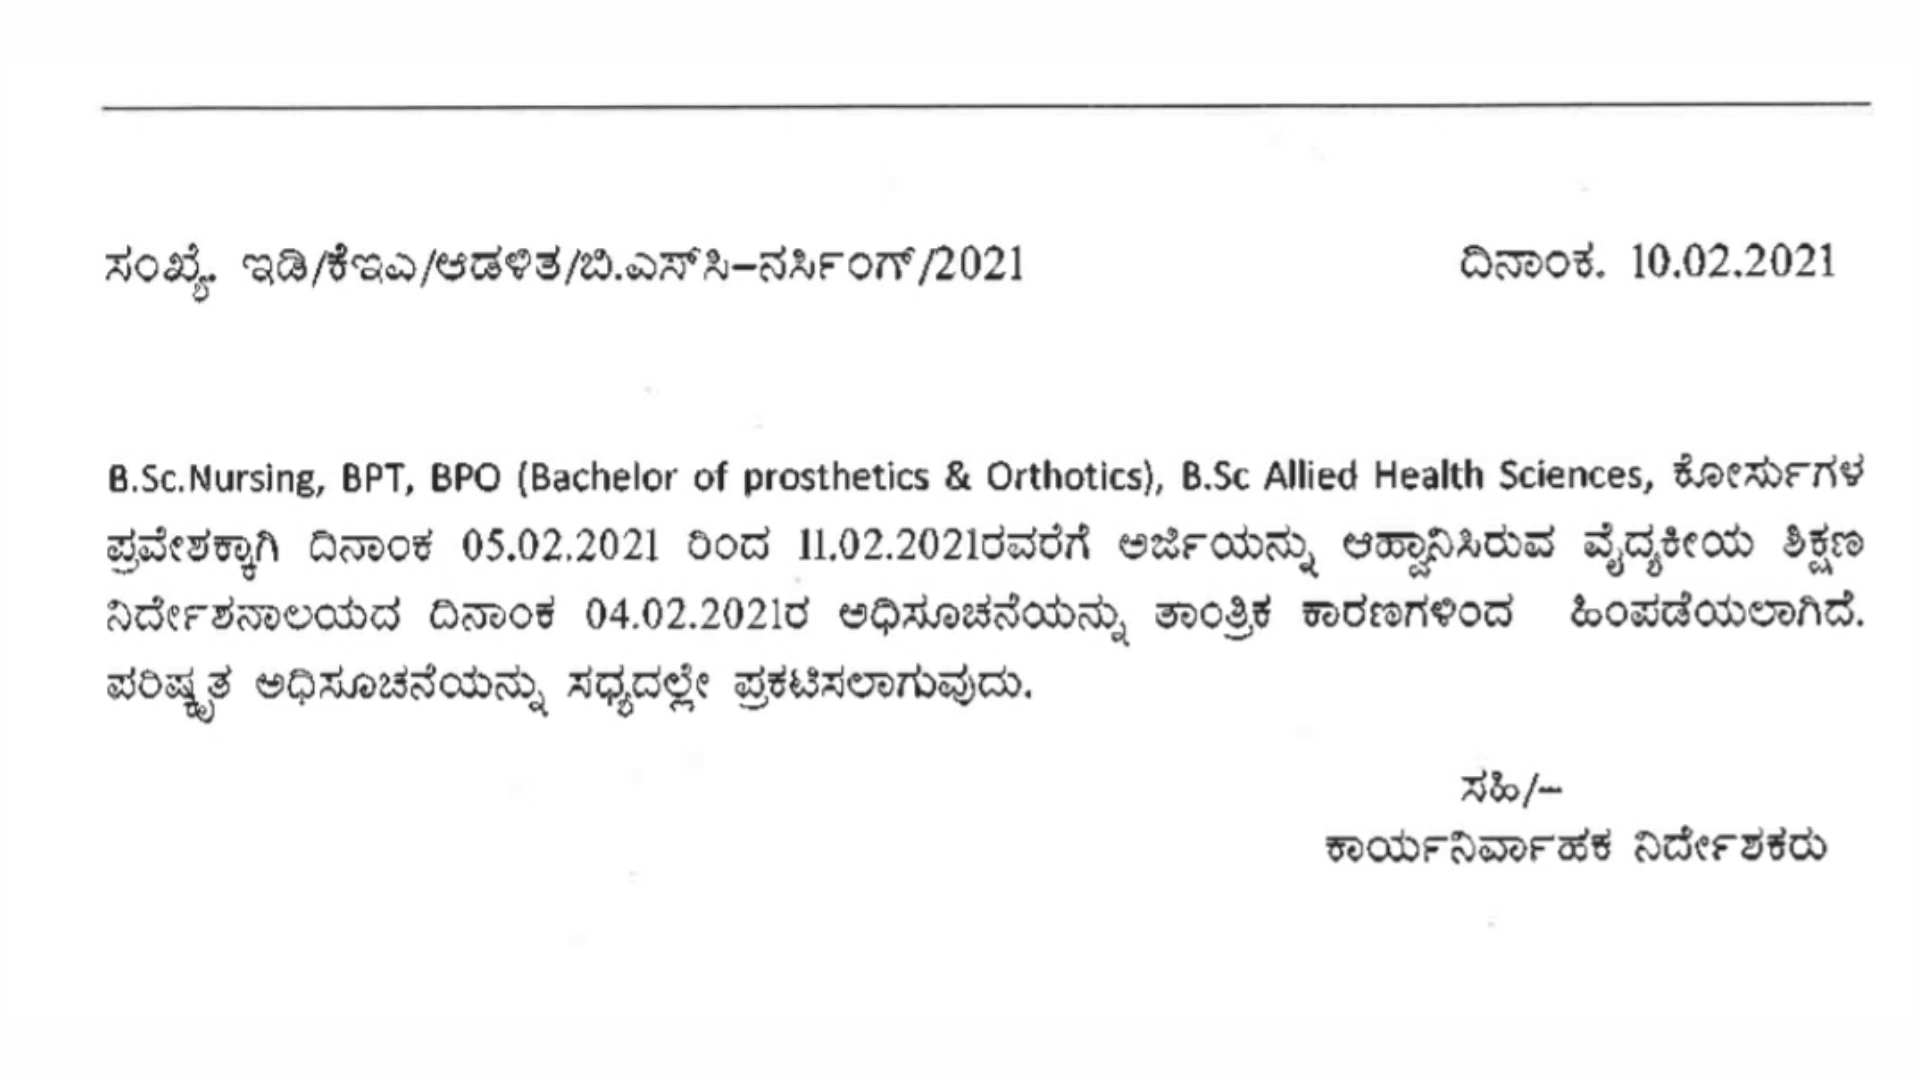 ಸಂಖ್ಯೆ. ಇಡಿ/ಕೆಇಎ/ಆಡಳಿತ/ಬಿ.ಎಸ್‌ಸಿ–ನರ್ಸಿಂಗ್/2021 ದಿನಾಂಕ. 10.02.2021
B.Sc.Nursing, BPT, BPO (Bachelor of prosthetics & Orthotics), B.Sc Allied Health Sciences, ಕೋರ್ಸುಗಳ
ಪ್ರವೇಶಕ್ಕಾಗಿ ದಿನಾಂಕ 05.02.2021 ರಿಂದ 11.02.2021ರವರೆಗೆ ಅರ್ಜಿಯನ್ನು ಆಹ್ವಾನಿಸಿರುವ ವೈದ್ಯಕೀಯ ಶಿಕ್ಷಣ
ನಿರ್ದೇಶನಾಲಯದ ದಿನಾಂಕ 04.02.2021ರ ಅಧಿಸೂಚನೆಯನ್ನು ತಾಂತ್ರಿಕ ಕಾರಣಗಳಿಂದ ಹಿಂಪಡೆಯಲಾಗಿದೆ.
ಪರಿಷ್ಕೃತ ಅಧಿಸೂಚನೆಯನ್ನು ಸಧ್ಯದಲ್ಲೇ ಪ್ರಕಟಿಸಲಾಗುವುದು.
ಸಹಿ/–
ಕಾರ್ಯನಿರ್ವಾಹಕ ನಿರ್ದೇಶಕರು